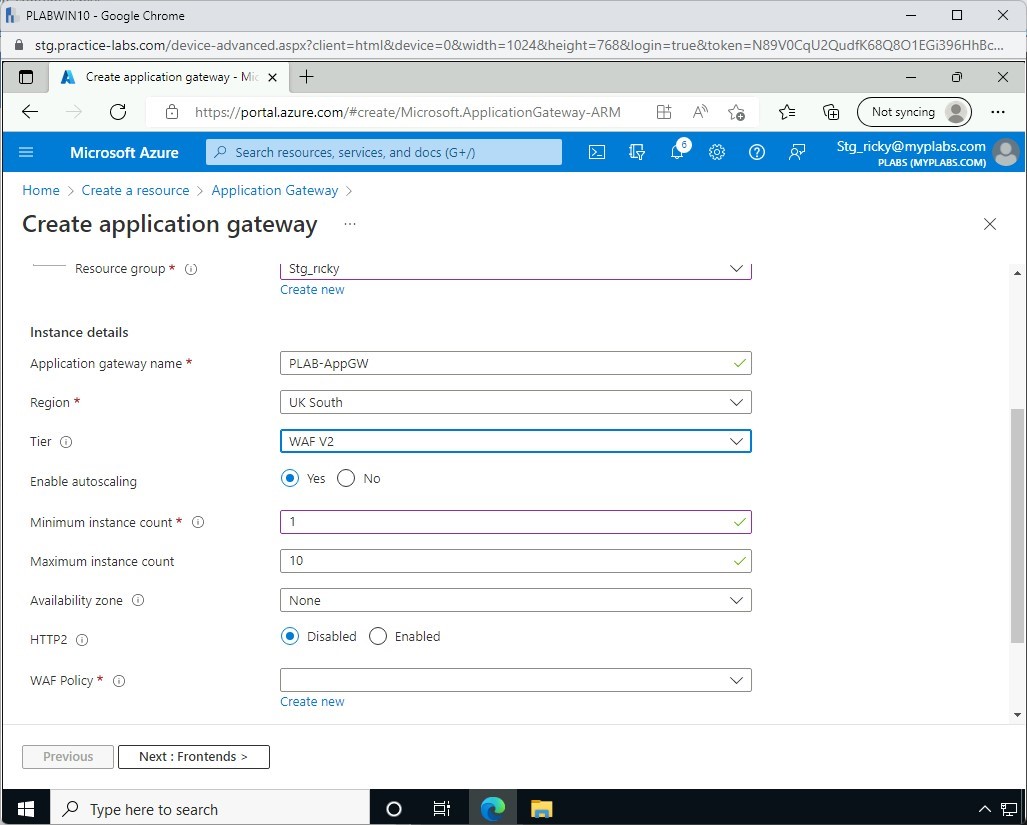 PLABWIN10 - Google Chrome
stg.practice-labs.com/device-advanced.aspx?client=html&device=0&width=1024&height=768&login=true&token=N89V0CqU2QudfK68Q8O1EGi396HhBc...
Create application gateway - Mic
https://portal.azure.com/#create/Microsoft.ApplicationGateway-ARM
Not syncing
Microsoft Azure
Search resources, services, and docs (G+/)
6
Stg_ricky@myplabs.com
PLABS (MYPLABS.COM)
Home > Create a resource > Application Gateway >
Create application gateway ...
Resource group * Stg_ricky
Create new
Instance details
Application gateway name * PLAB-AppGW
Region * UK South
Tier WAF V2
Enable autoscaling Yes No
Minimum instance count * 1
Maximum instance count 10
Availability zone None
HTTP2 Disabled Enabled
WAF Policy *
Create new
Previous Next : Frontends >
Type here to search